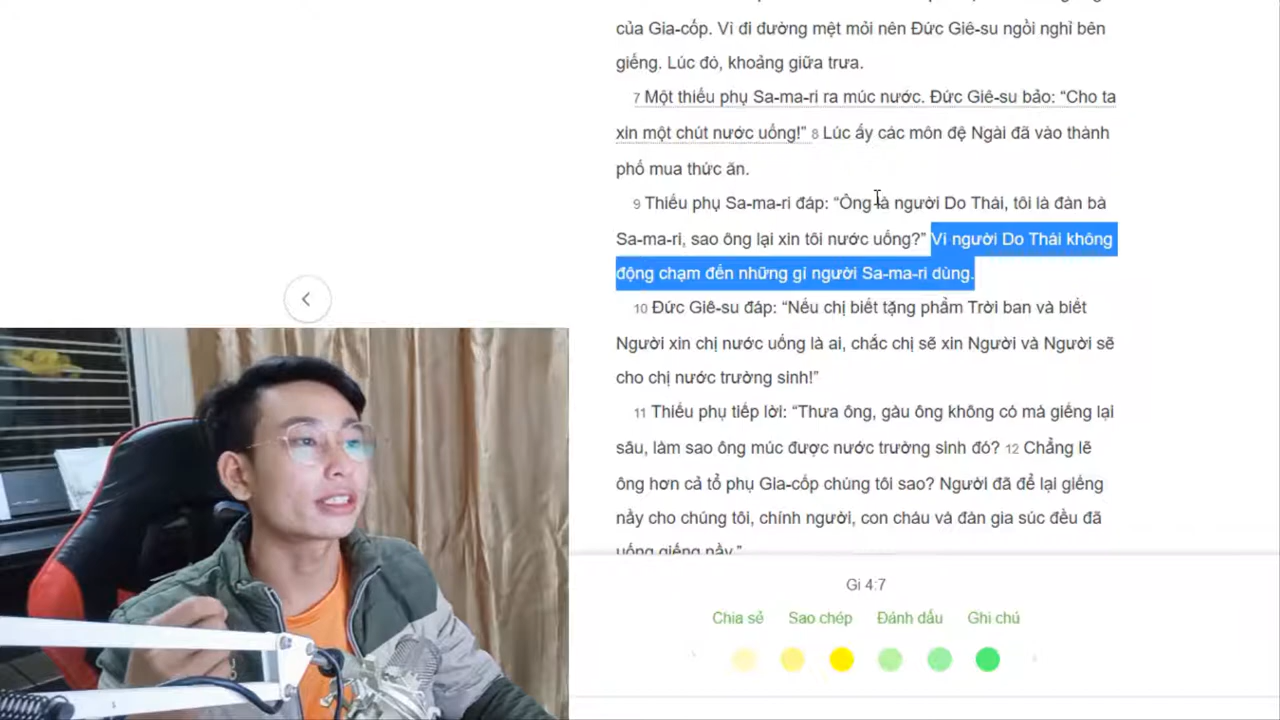 của Gia-cốp. Vì đi đường mệt mỏi nên Đức Giê-su ngồi nghỉ bên
giếng. Lúc đó, khoảng giữa trưa.
7 Một thiếu phụ Sa-ma-ri ra múc nước. Đức Giê-su bảo: “Cho ta
xin một chút nước uống!” 8 Lúc ấy các môn đệ Ngài đã vào thành
phố mua thức ăn.
9 Thiếu phụ Sa-ma-ri đáp: “Ông là người Do Thái, tôi là đàn bà
Sa-ma-ri, sao ông lại xin tôi nước uống?” Vì người Do Thái không
động chạm đến những gì người Sa-ma-ri dùng.
10 Đức Giê-su đáp: “Nếu chị biết tặng phẩm Trời ban và biết
Người xin chị nước uống là ai, chắc chị sẽ xin Người và Người sẽ
cho chị nước trường sinh!”
11 Thiếu phụ tiếp lời: “Thưa ông, gàu ông không có mà giếng lại
sâu, làm sao ông múc được nước trường sinh đó? 12 Chẳng lẽ
ông hơn cả tổ phụ Gia-cốp chúng tôi sao? Người đã để lại giếng
nầy cho chúng tôi, chính người, con cháu và đàn gia súc đều đã
uống giếng nầy.”
Gi 4:7
Chia sẻ Sao chép Đánh dấu Ghi chú